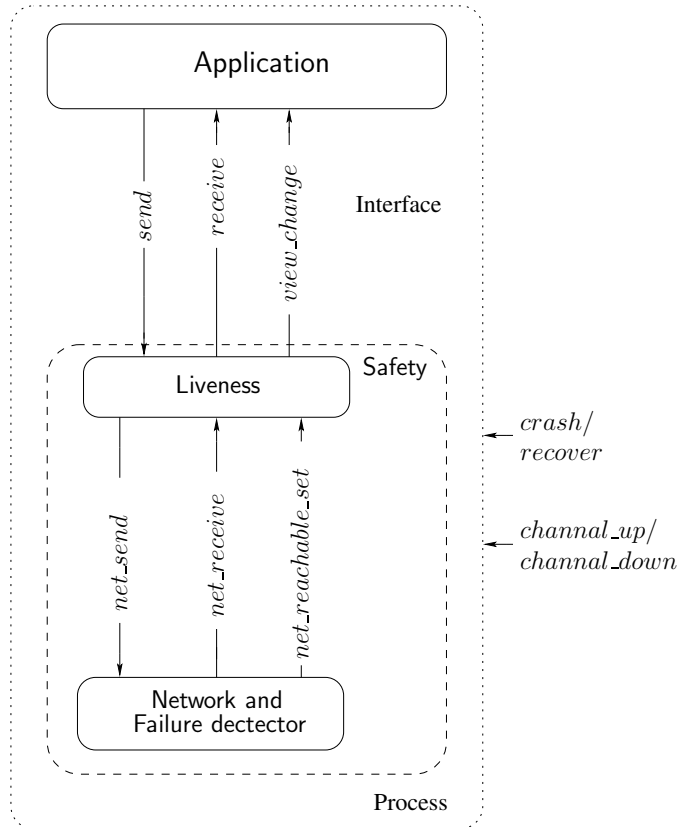 Application
send
receive
view_change
Interface
Safety
Liveness
crash/
recover
net_send
net_receive
net_reachable_set
channal_up/
channal_down
Network and
Failure dectector
Process